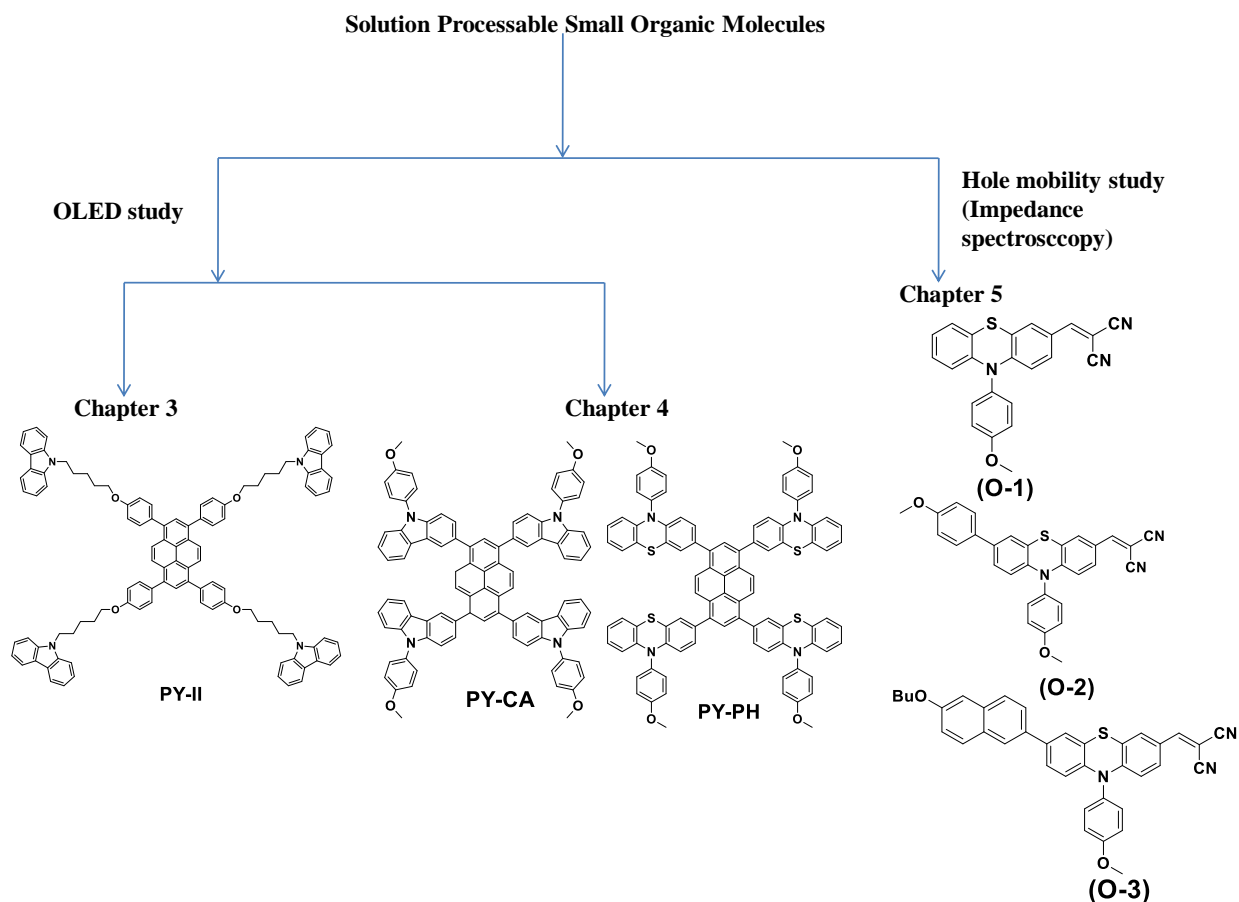 Solution Processable Small Organic Molecules
OLED study
Hole mobility study
(Impedance
spectrosccopy)
Chapter 3
Chapter 4
Chapter 5
N
N
O
O
O
O
N
N
PY-II
O
O
N
N
N
N
O
O
PY-CA
O
O
N
N
S
S
S
S
N
N
O
O
PY-PH
S
CN
CN
N
O
(O-1)
O
S
CN
CN
N
O
(O-2)
BuO
S
CN
CN
N
O
(O-3)